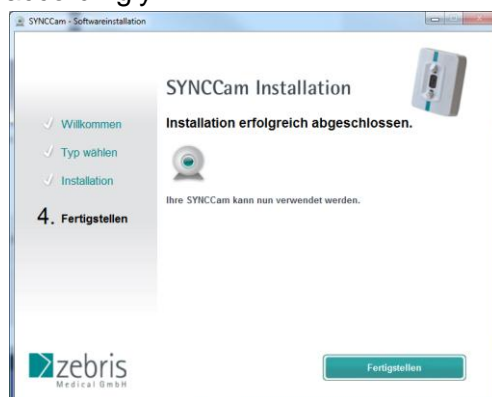 SYNCCam - Softwareinstallation
SYNCCam Installation
Installation erfolgreich abgeschlossen.
Willkommen
Typ wählen
Installation
4. Fertigstellen
Ihre SYNCCam kann nun verwendet werden.
zebris
Medical GmbH
Fertigstellen